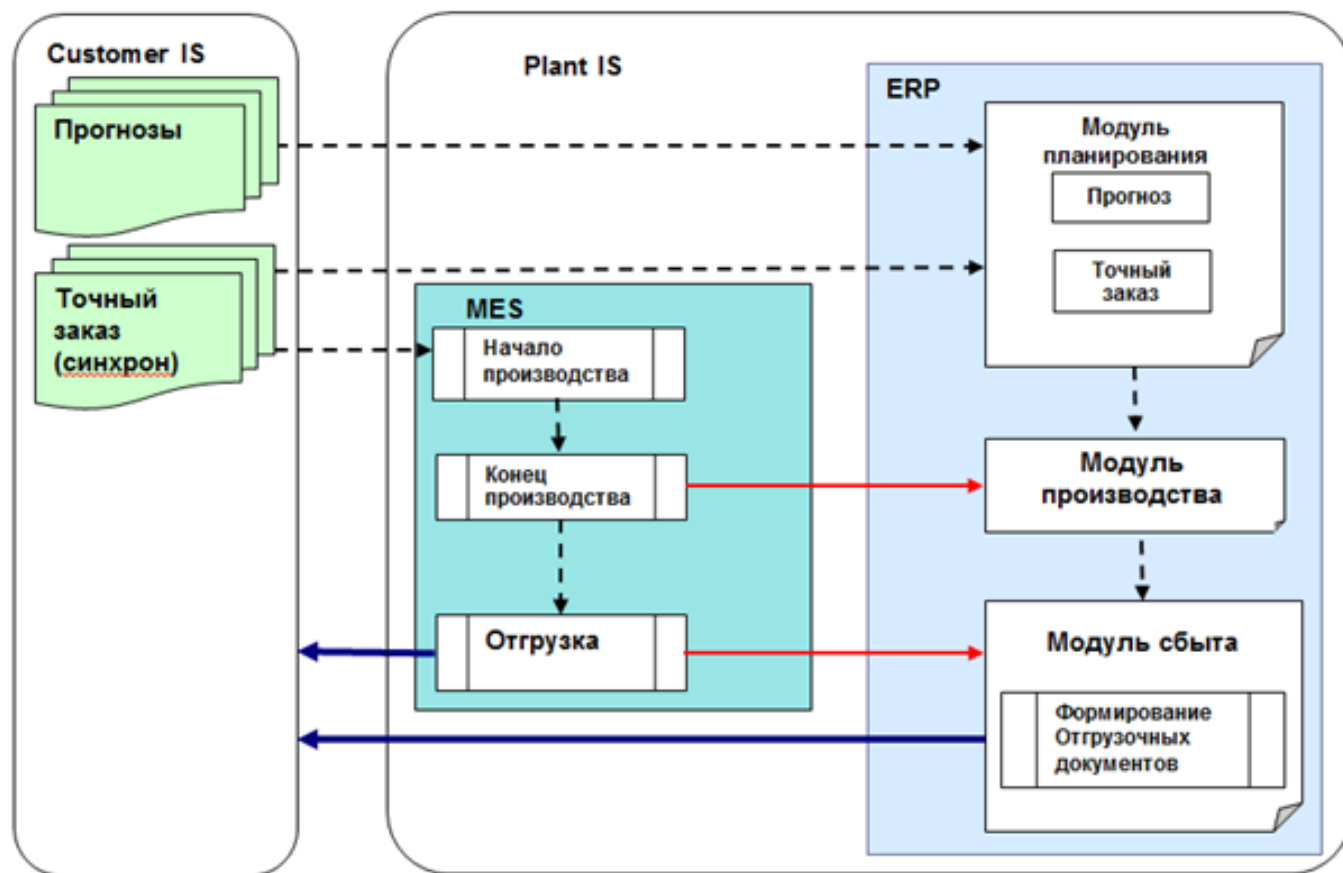 Customer IS
Прогнозы
Точный
заказ
(синхрон)
Plant IS
MES
Начало
производства
Конец
производства
Отгрузка
ERP
Модуль
планирования
Прогноз
Точный
заказ
Модуль
производства
Модуль сбыта
Формирование
Отгрузочных
документов